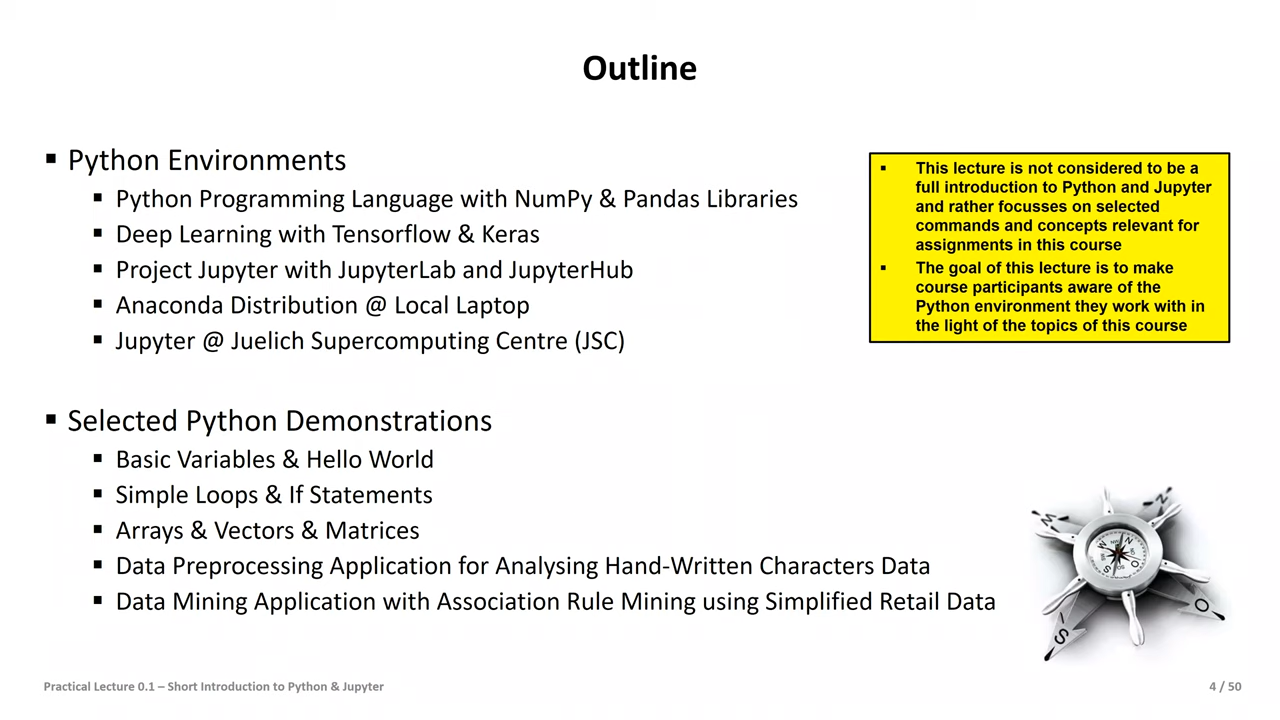 Outline
▪ Python Environments
▪ Python Programming Language with NumPy & Pandas Libraries
▪ Deep Learning with Tensorflow & Keras
▪ Project Jupyter with JupyterLab and JupyterHub
▪ Anaconda Distribution @ Local Laptop
▪ Jupyter @ Juelich Supercomputing Centre (JSC)
▪ This lecture is not considered to be a
full introduction to Python and Jupyter
and rather focusses on selected
commands and concepts relevant for
assignments in this course
▪ The goal of this lecture is to make
course participants aware of the
Python environment they work with in
the light of the topics of this course
▪ Selected Python Demonstrations
▪ Basic Variables & Hello World
▪ Simple Loops & If Statements
▪ Arrays & Vectors & Matrices
▪ Data Preprocessing Application for Analysing Hand-Written Characters Data
▪ Data Mining Application with Association Rule Mining using Simplified Retail Data
Practical Lecture 0.1 – Short Introduction to Python & Jupyter
4 / 50